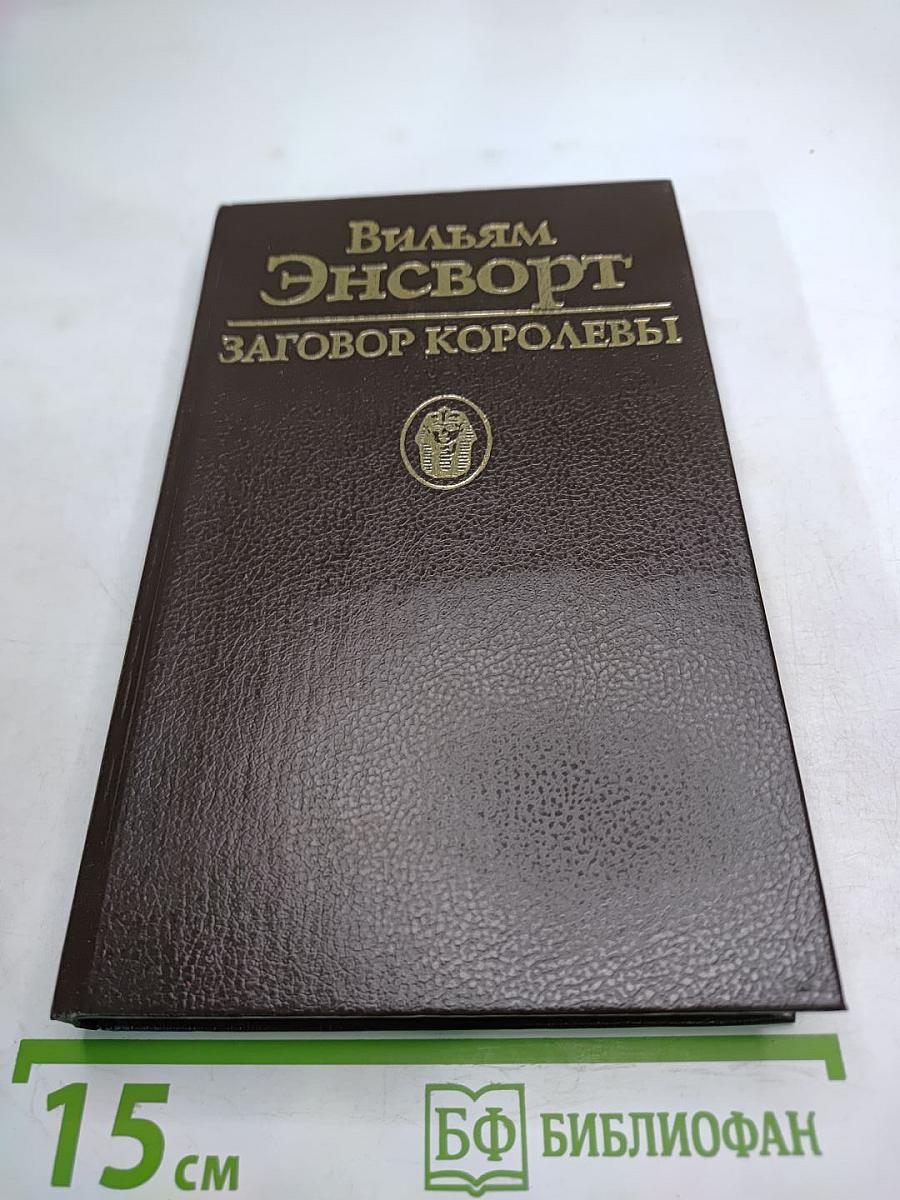 Вильям
Энсворт
ЗАГОВОР КОРОЛЕВЫ
15 см
БФ БИБЛИОФАН